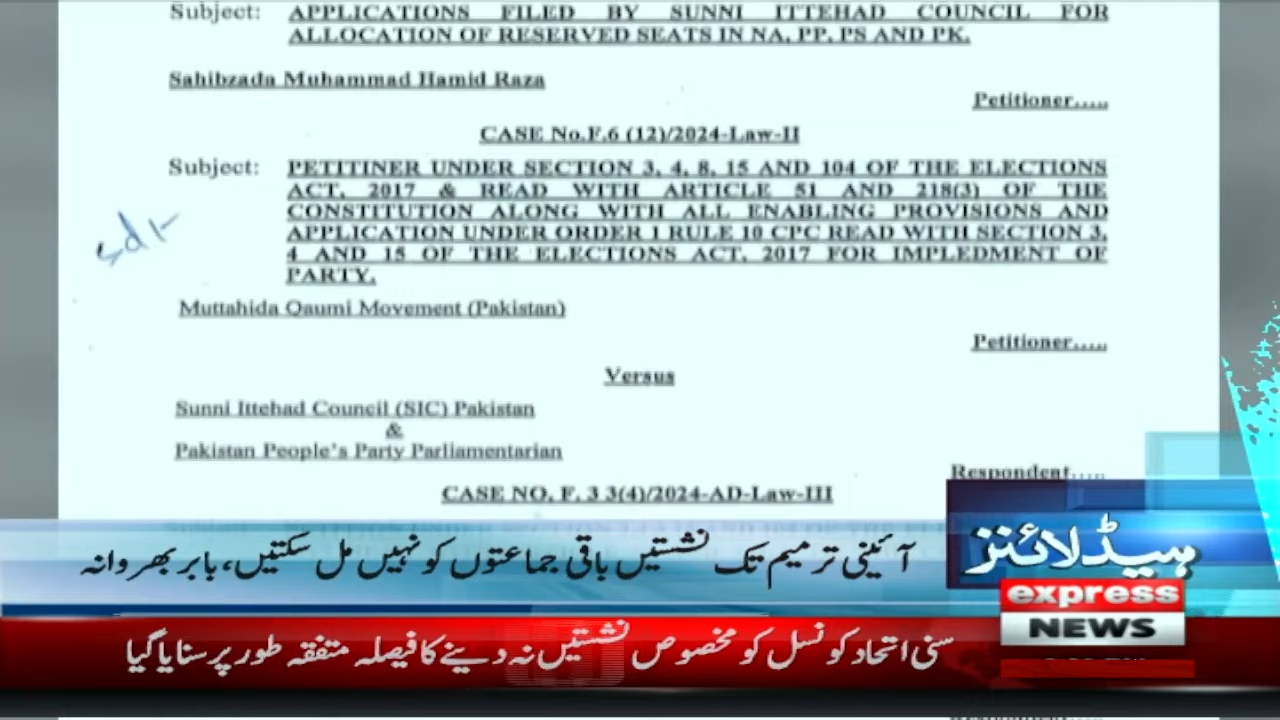 Subject: APPLICATIONS FILED BY SUNNI ITTEHAD COUNCIL FOR
ALLOCATION OF RESERVED SEATS IN NA, PP, PS AND PK.
Sahibzada Muhammad Hamid Raza
Petitioner.....
CASE No.F.6 (12)/2024-Law-II
Subject: PETITINER UNDER SECTION 3, 4, 8, 15 AND 104 OF THE ELECTIONS
ACT, 2017 & READ WITH ARTICLE 51 AND 218(3) OF THE
CONSTITUTION ALONG WITH ALL ENABLING PROVISIONS AND
APPLICATION UNDER ORDER 1 RULE 10 CPC READ WITH SECTION 3,
4 AND 15 OF THE ELECTIONS ACT, 2017 FOR IMPLEDMENT OF
PARTY.
Sd/-
Muttahida Qaumi Movement (Pakistan)
Petitioner.....
Versus
Sunni Ittehad Council (SIC) Pakistan
&
Pakistan People's Party Parliamentarian
Respondent.....
CASE NO. F. 3 3(4)/2024-AD-Law-III
ہیڈلائنز
آئینی ترمیم تک نشستیں باقی جماعتوں کو نہیں مل سکتیں، بابر بھروانہ
express
NEWS
سنی اتحاد کونسل کو مخصوص نشستیں نہ دینے کا فیصلہ متفقہ طور پر سنایا گیا